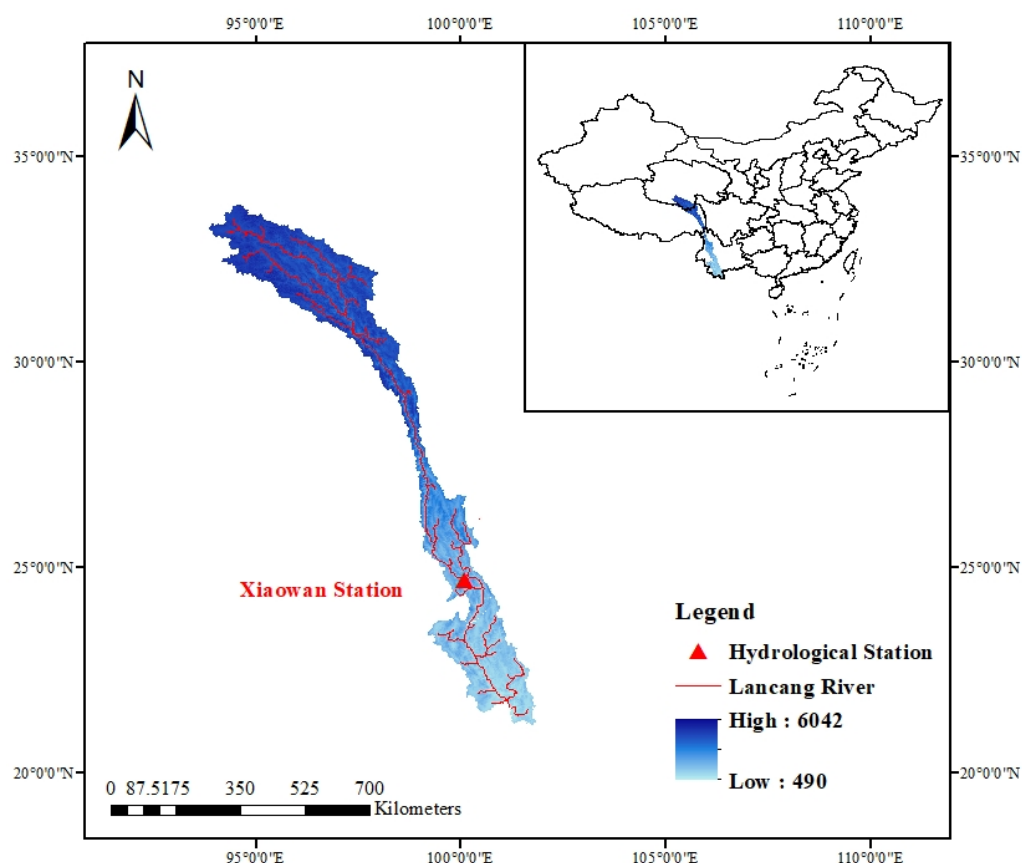 95°0'0"E 100°0'0"E 105°0'0"E 110°0'0"E
N
35°0'0"N 35°0'0"N
30°0'0"N 30°0'0"N
25°0'0"N 25°0'0"N
Xiaowan Station
Legend
Hydrological Station
Lancang River
High : 6042
Low : 490
20°0'0"N 20°0'0"N
0 87.5175 350 525 700
Kilometers
95°0'0"E 100°0'0"E 105°0'0"E 110°0'0"E